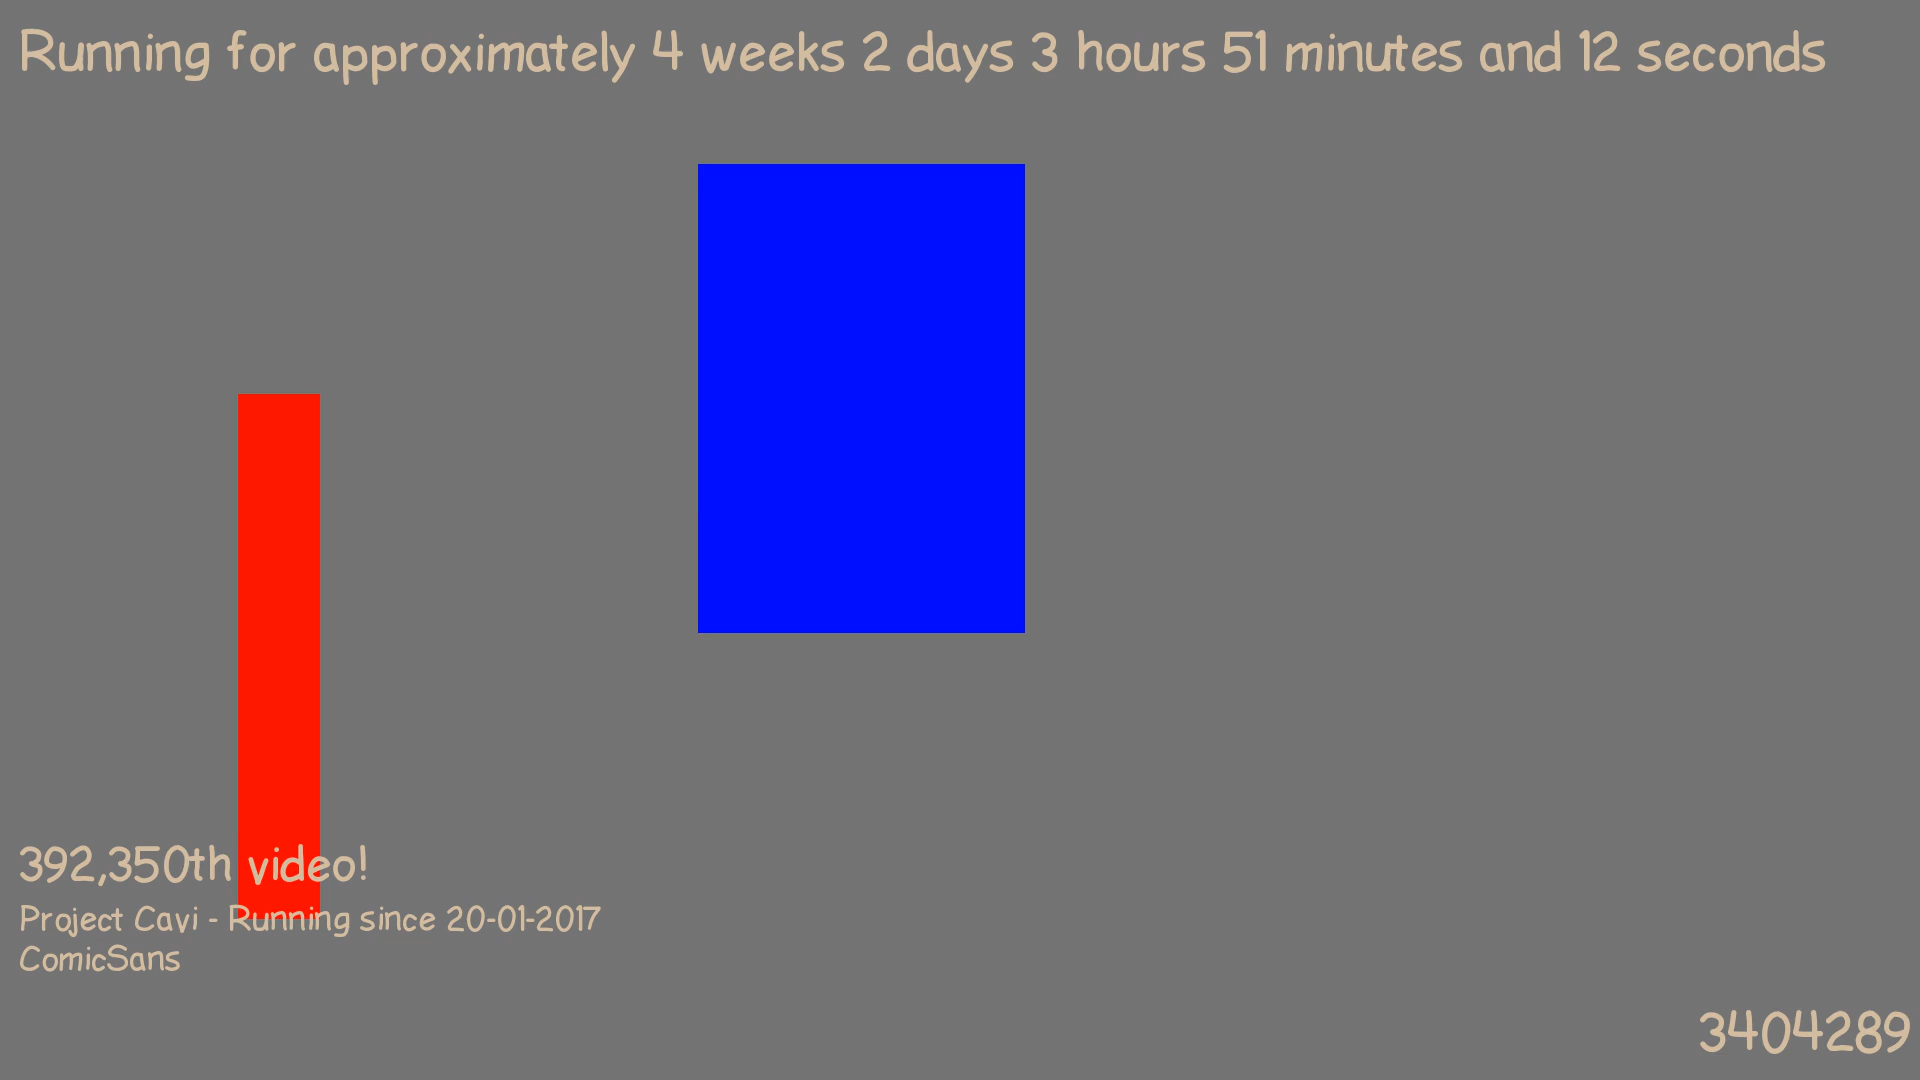 Running for approximately 4 weeks 2 days 3 hours 51 minutes and 12 seconds
392,350th video!
Project Cavi - Running since 20-01-2017
ComicSans
3404289